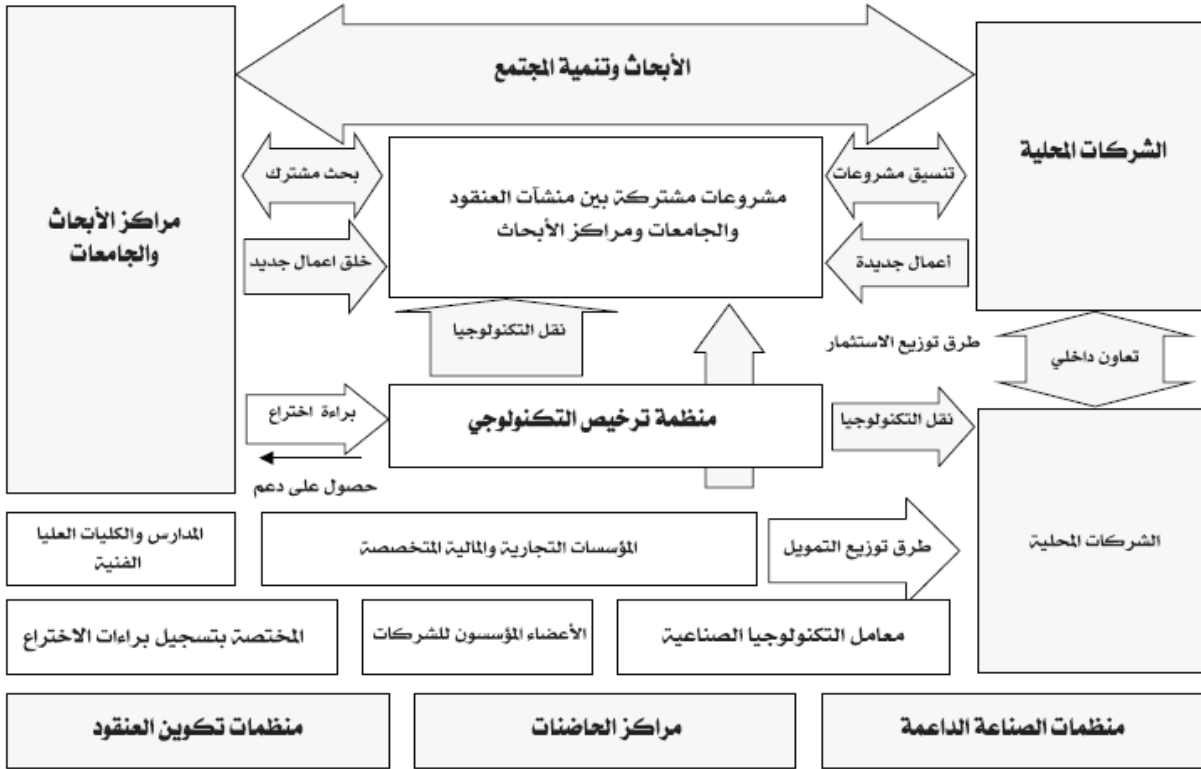 الأبحاث وتنمية المجتمع
الشركات المحلية
تنسيق مشروعات
مشروعات مشتركة بين منشآت العنقود
والجامعات ومراكز الأبحاث
بحث مشترك
مراكز الأبحاث
والجامعات
أعمال جديدة
خلق اعمال جديد
نقل التكنولوجيا
طرق توزيع الاستثمار
تعاون داخلي
نقل التكنولوجيا
منظمة ترخيص التكنولوجي
براءة اختراع
حصول على دعم
الشركات المحلية
طرق توزيع التمويل
المؤسسات التجارية والمالية المتخصصة
المدارس والكليات العليا
الفنية
معامل التكنولوجيا الصناعية
الأعضاء المؤسسون للشركات
المختصة بتسجيل براءات الاختراع
منظمات الصناعة الداعمة
مراكز الحاضنات
منظمات تكوين العنقود